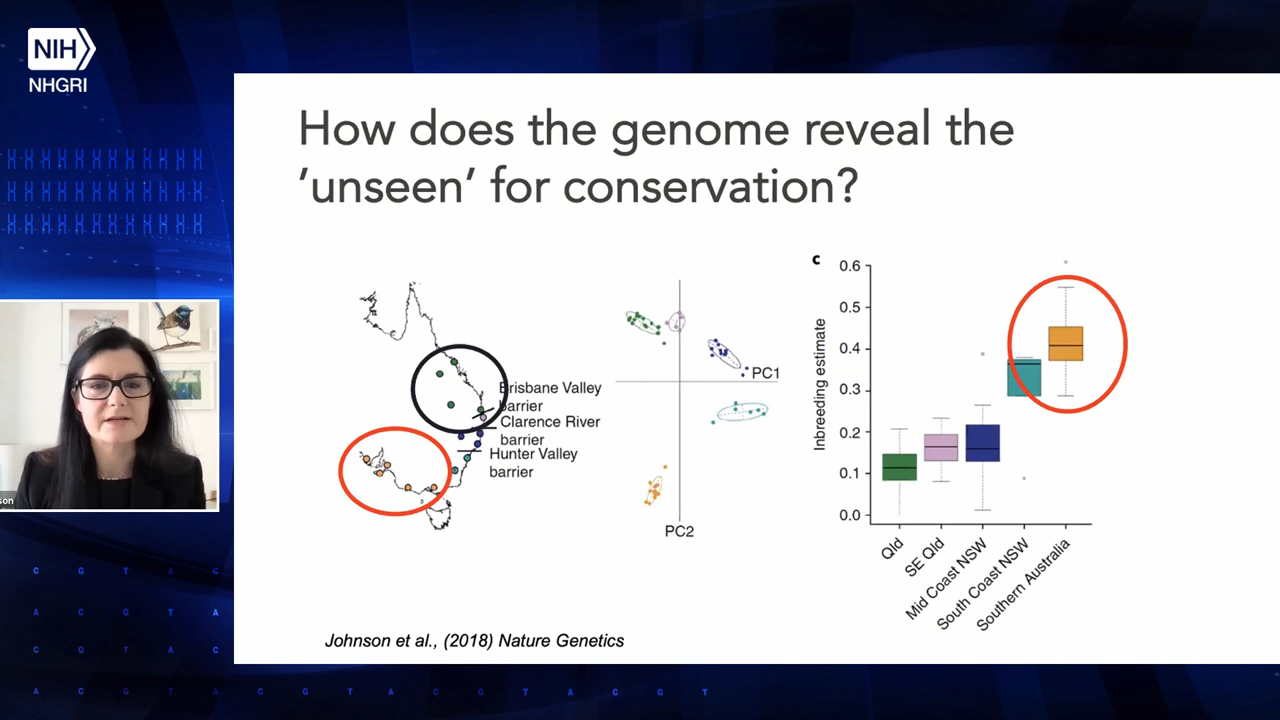 NIH
NHGRI
How does the genome reveal the
‘unseen’ for conservation?
Brisbane Valley
barrier
Clarence River
barrier
Hunter Valley
barrier
PC1
PC2
c
Inbreeding estimate
0.6
0.5
0.4
0.3
0.2
0.1
0.0
Qld
SE Qld
Mid Coast NSW
South Coast NSW
Southern Australia
Johnson et al., (2018) Nature Genetics
son
C G T A C
A C G T A
C G T A C
A C G T A C G T A C G T A C G T